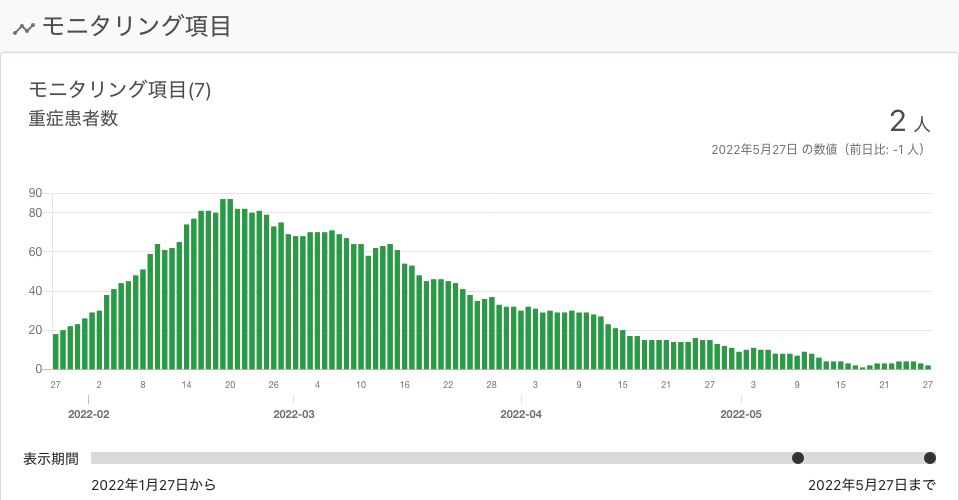 モニタリング項目
モニタリング項目(7)
重症患者数
2 人
2022年5月27日 の数値（前日比: -1 人）
90
80
60
40
20
0
27 2 8 14 20 26 4 10 16 22 28 3 9 15 21 27 3 9 15 21 27
2022-02 2022-03 2022-04 2022-05
表示期間
2022年1月27日から 2022年5月27日まで